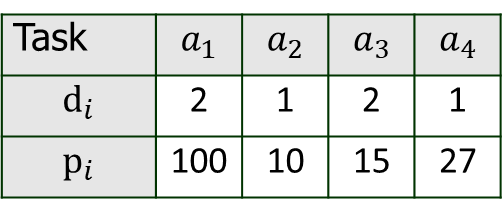 Task a₁ a₂ a₃ a₄
dᵢ 2 1 2 1
pᵢ 100 10 15 27